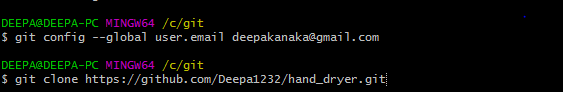 DEEPA@DEEPA-PC MINGW64 /c/git
$ git config --global user.email deepakanaka@gmail.com
DEEPA@DEEPA-PC MINGW64 /c/git
$ git clone https://github.com/Deepa1232/hand_dryer.git